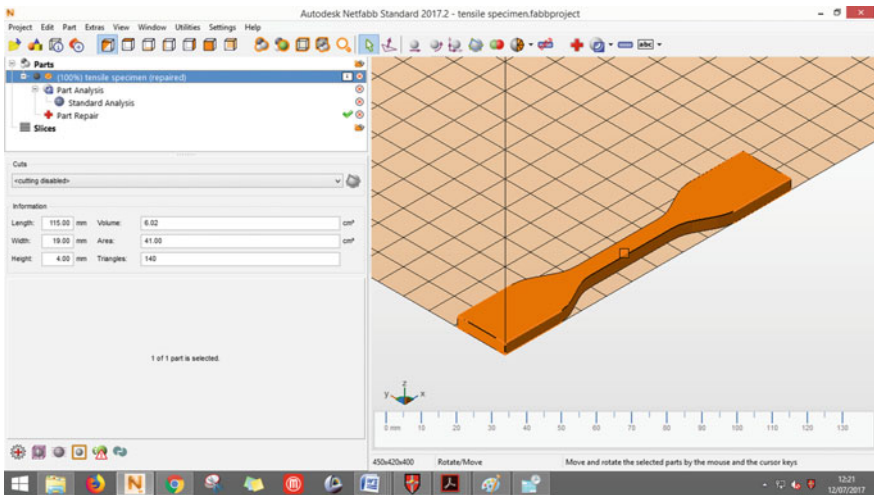 Autodesk Netfabb Standard 2017.2 - tensile specimen.fabbproject
Project Edit Part Extras View Window Utilities Settings Help
abc
Parts
(100%) tensile specimen (repaired)
Part Analysis
Standard Analysis
Part Repair
Slices
Cuts
<cutting disabled>
Information
Length: 115.00 mm Volume: 6.02 cm³
Width: 19.00 mm Area: 41.00 cm²
Height: 4.00 mm Triangles: 140
1 of 1 part is selected.
z
y x
0 mm 10 20 30 40 50 60 70 80 90 100 110 120 130
450x420x400 Rotate/Move Move and rotate the selected parts by the mouse and the cursor keys
12:21
12/07/2017